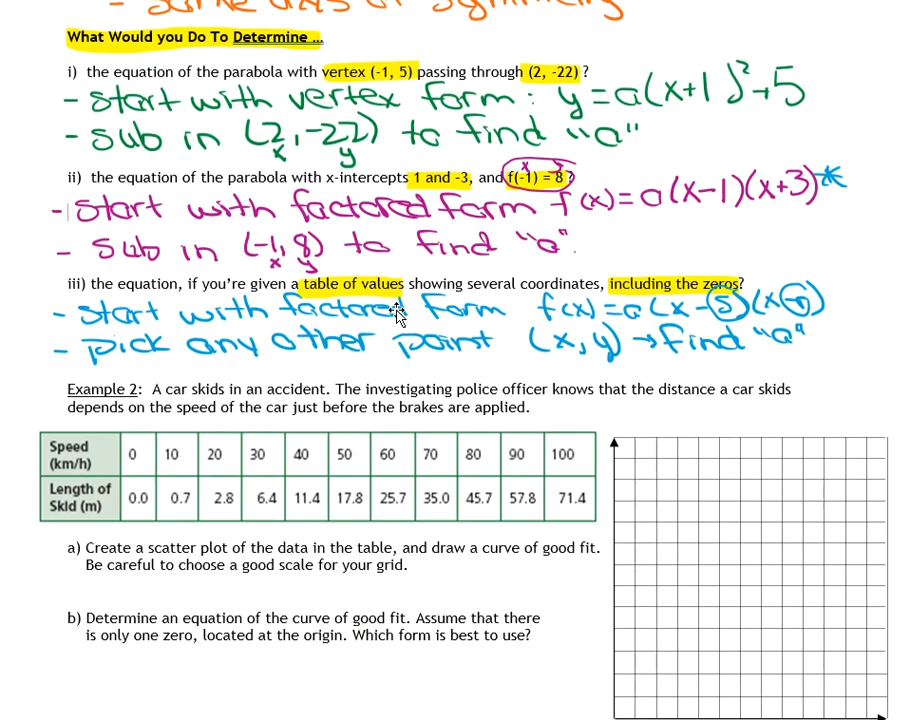 What Would you Do To Determine ...
i) the equation of the parabola with vertex (-1, 5) passing through (2, -22) ?
- start with vertex form: y = a(x+1)²+5
- sub in (2,-22) to find "a"
x y
ii) the equation of the parabola with x-intercepts 1 and -3, and f(-1) = 8?
- start with factored form f(x)=a(x-1)(x+3)*
- sub in (-1,8) to find "a".
x y
iii) the equation, if you're given a table of values showing several coordinates, including the zeros?
- start with factored form f(x)=a(x-s)(x-r)
- pick any other point (x,y) → find "a"
Example 2: A car skids in an accident. The investigating police officer knows that the distance a car skids
depends on the speed of the car just before the brakes are applied.
Speed (km/h) 0 10 20 30 40 50 60 70 80 90 100
Length of Skid (m) 0.0 0.7 2.8 6.4 11.4 17.8 25.7 35.0 45.7 57.8 71.4
a) Create a scatter plot of the data in the table, and draw a curve of good fit.
Be careful to choose a good scale for your grid.
b) Determine an equation of the curve of good fit. Assume that there
is only one zero, located at the origin. Which form is best to use?